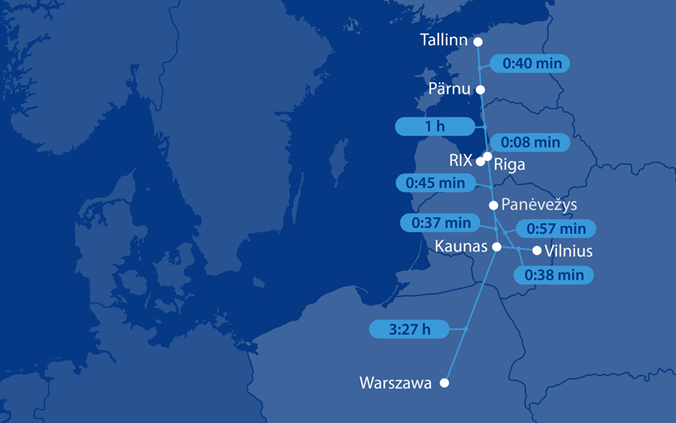 Tallinn
0:40 min
Pärnu
1 h
0:08 min
RIX
Riga
0:45 min
Panėvežys
0:37 min
0:57 min
Kaunas
Vilnius
0:38 min
3:27 h
Warszawa